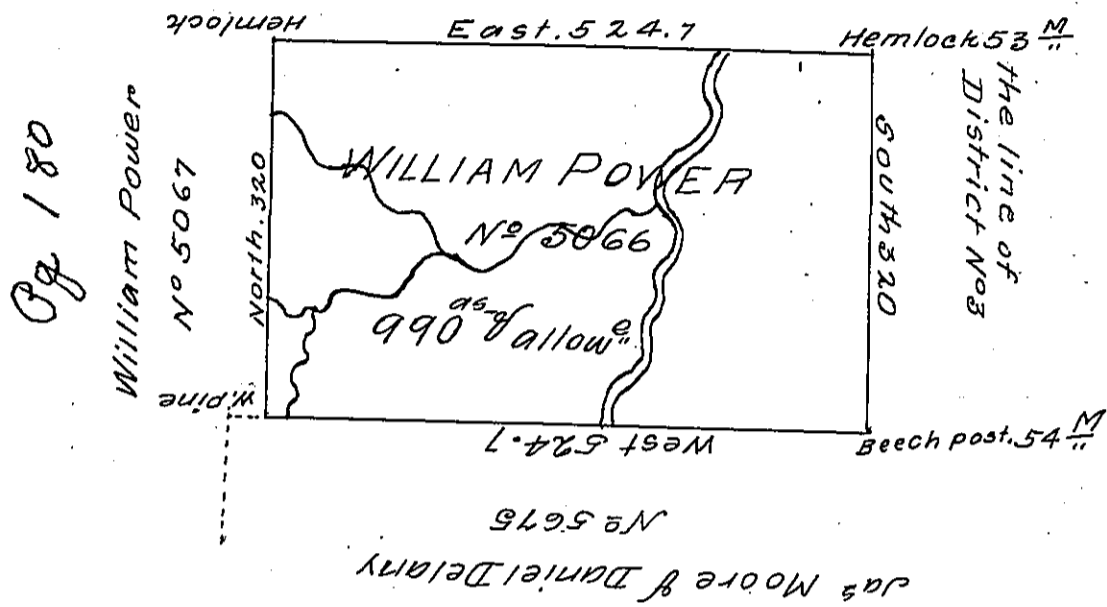 Pg 180
Hemlock
East. 524.7
Hemlock 53 M
the line of
District No 3
South 320
William Power
No 5067
North. 320
WILLIAM POWER
No 5066
990 as & allowe
W. pine
West 524.7
Beech post. 54 M
No 5675
Jas Moore & Daniel Delany